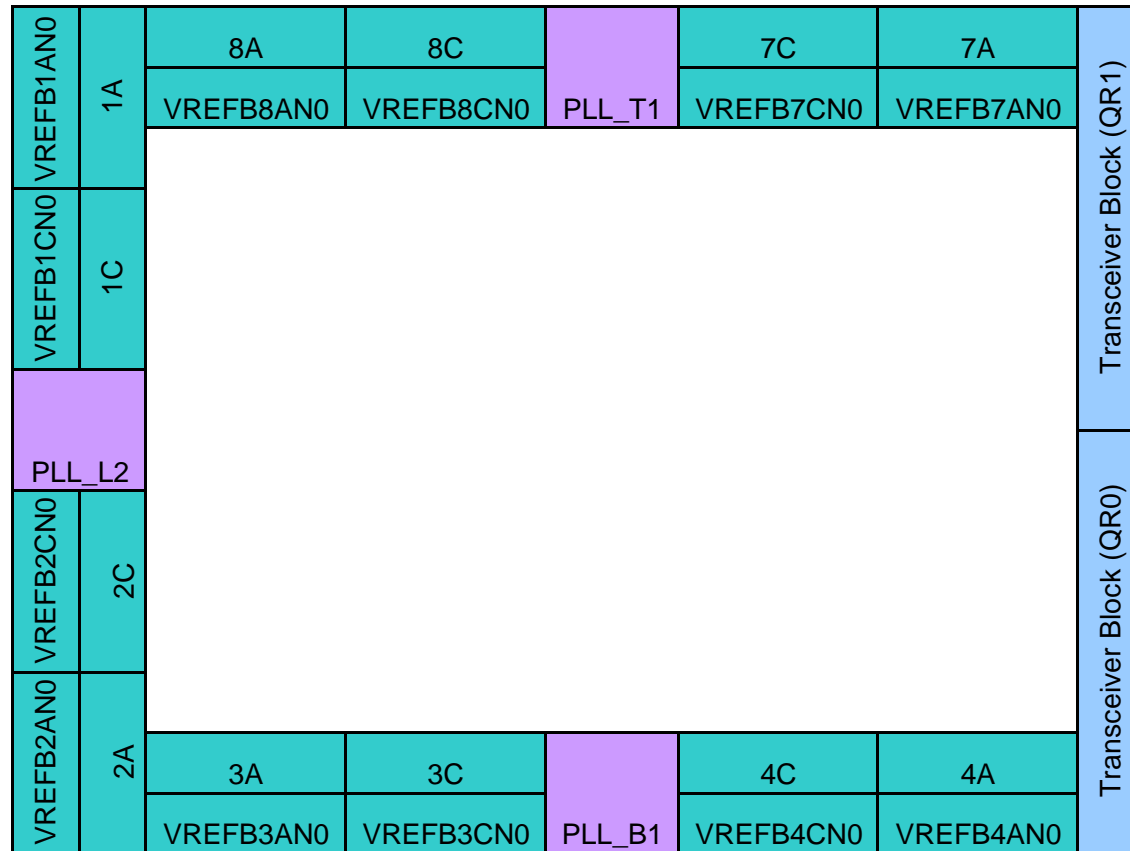 8A
8C
7C
7A
VREFB8AN0
VREFB8CN0
PLL_T1
VREFB7CN0
VREFB7AN0
VREFB1AN0
1A
VREFB1CN0
1C
PLL_L2
VREFB2CN0
2C
VREFB2AN0
2A
Transceiver Block (QR1)
Transceiver Block (QR0)
3A
3C
4C
4A
VREFB3AN0
VREFB3CN0
PLL_B1
VREFB4CN0
VREFB4AN0